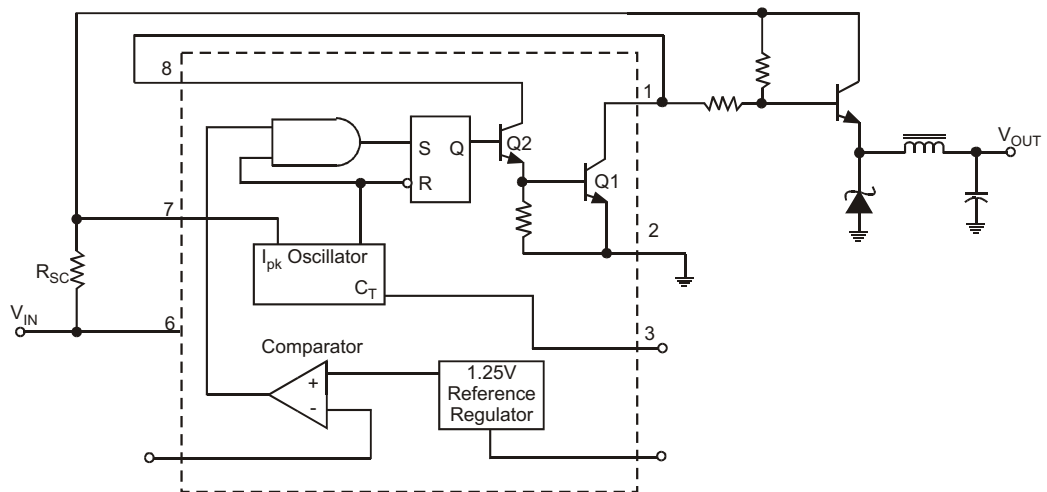 8
1
V_OUT
S Q
R
Q2
Q1
7
2
I_pk Oscillator
C_T
R_SC
V_IN
6
3
Comparator
+
-
1.25V
Reference
Regulator